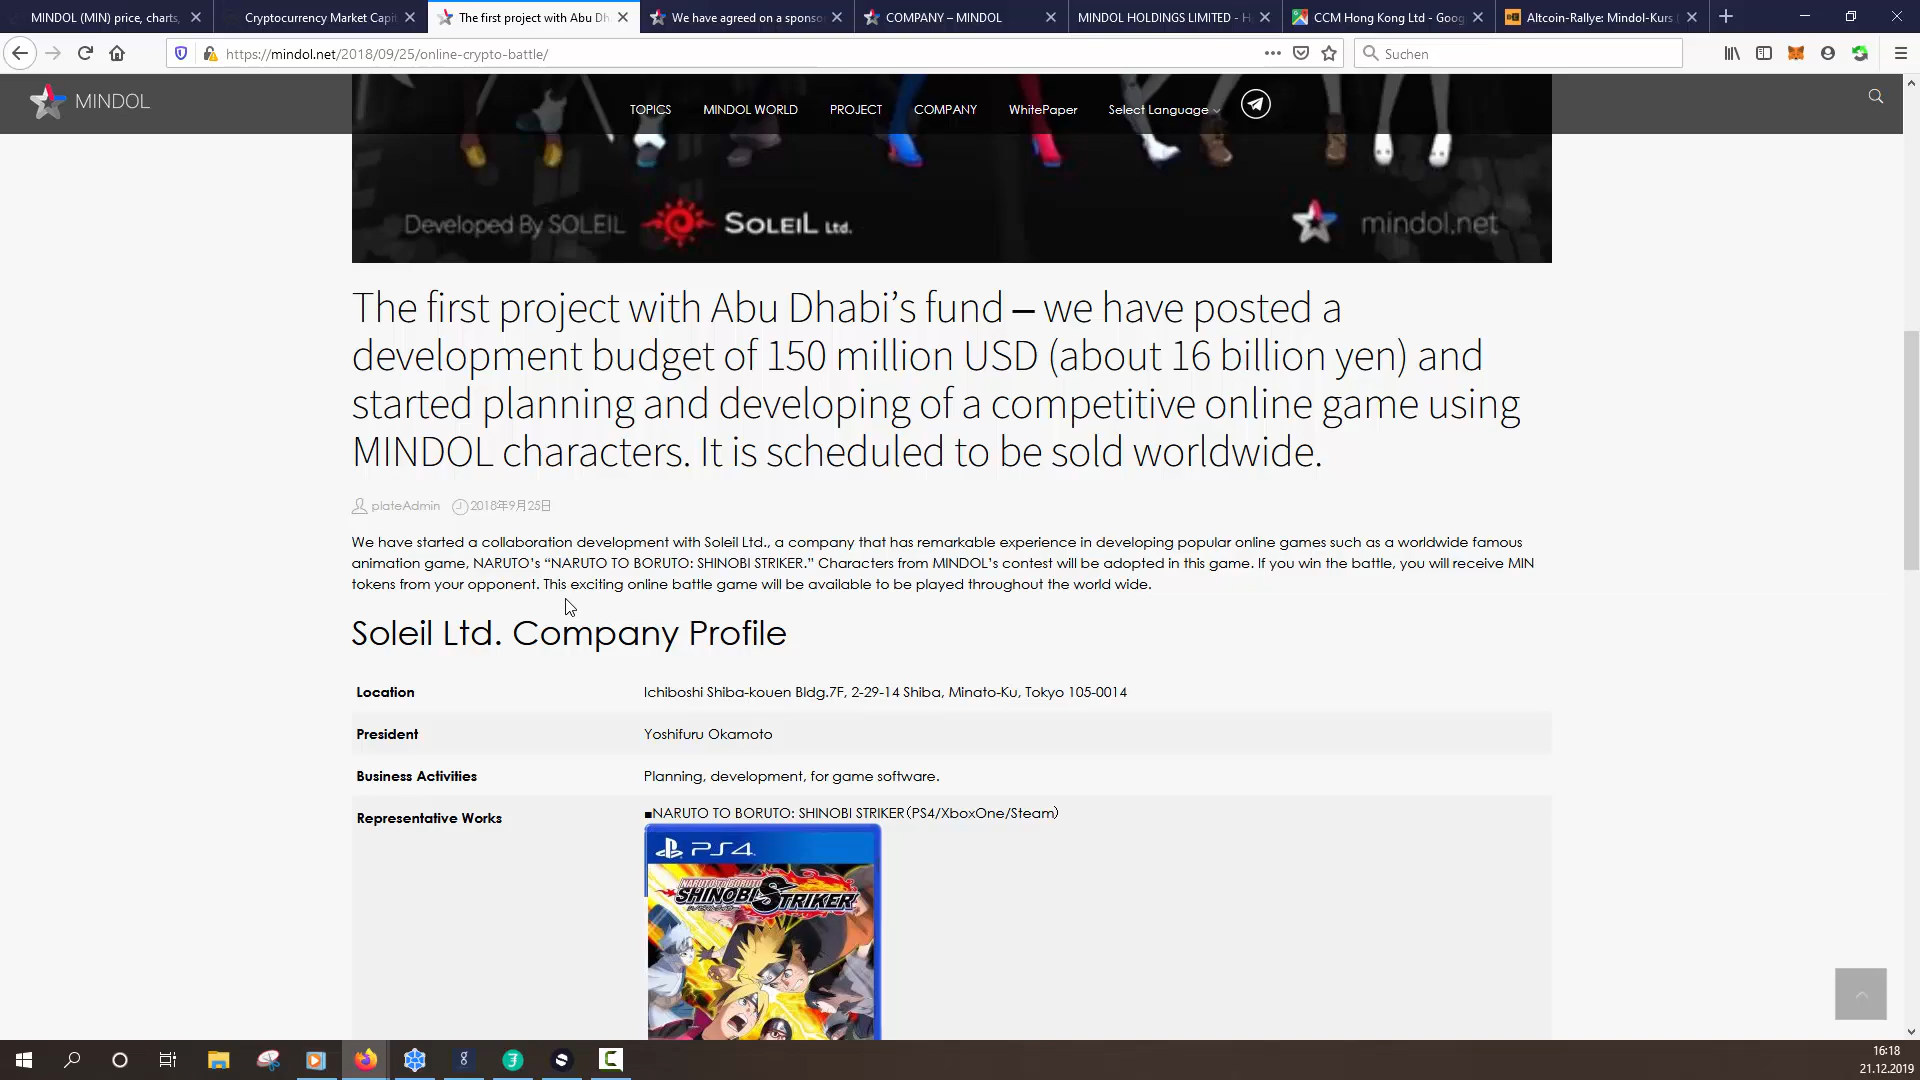 MINDOL (MIN) price, charts,
Cryptocurrency Market Capi
The first project with Abu Dh
We have agreed on a sponso
COMPANY – MINDOL
MINDOL HOLDINGS LIMITED - H
CCM Hong Kong Ltd - Goog
Altcoin-Rallye: Mindol-Kurs
https://mindol.net/2018/09/25/online-crypto-battle/
Suchen
MINDOL
TOPICS
MINDOL WORLD
PROJECT
COMPANY
WhitePaper
Select Language
Developed By SOLEIL
SOLEIL Ltd.
mindol.net
The first project with Abu Dhabi’s fund – we have posted a
development budget of 150 million USD (about 16 billion yen) and
started planning and developing of a competitive online game using
MINDOL characters. It is scheduled to be sold worldwide.
plateAdmin 2018年9月25日
We have started a collaboration development with Soleil Ltd., a company that has remarkable experience in developing popular online games such as a worldwide famous
animation game, NARUTO’s “NARUTO TO BORUTO: SHINOBI STRIKER.” Characters from MINDOL’s contest will be adopted in this game. If you win the battle, you will receive MIN
tokens from your opponent. This exciting online battle game will be available to be played throughout the world wide.
Soleil Ltd. Company Profile
Location
Ichiboshi Shiba-kouen Bldg.7F, 2-29-14 Shiba, Minato-Ku, Tokyo 105-0014
President
Yoshifuru Okamoto
Business Activities
Planning, development, for game software.
Representative Works
■NARUTO TO BORUTO: SHINOBI STRIKER（PS4/XboxOne/Steam）
PS4
NARUTO TO BORUTO
SHINOBI STRIKER
16:18
21.12.2019